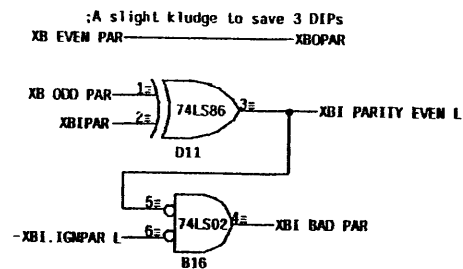 ;A slight kludge to save 3 DIPs
XB EVEN PAR XBOPAR
XB ODD PAR 1 74LS86 3 XBI PARITY EVEN L
XBIPAR 2
D11
5 74LS02 4 XBI BAD PAR
-XBI.IGNPAR L 6
B16